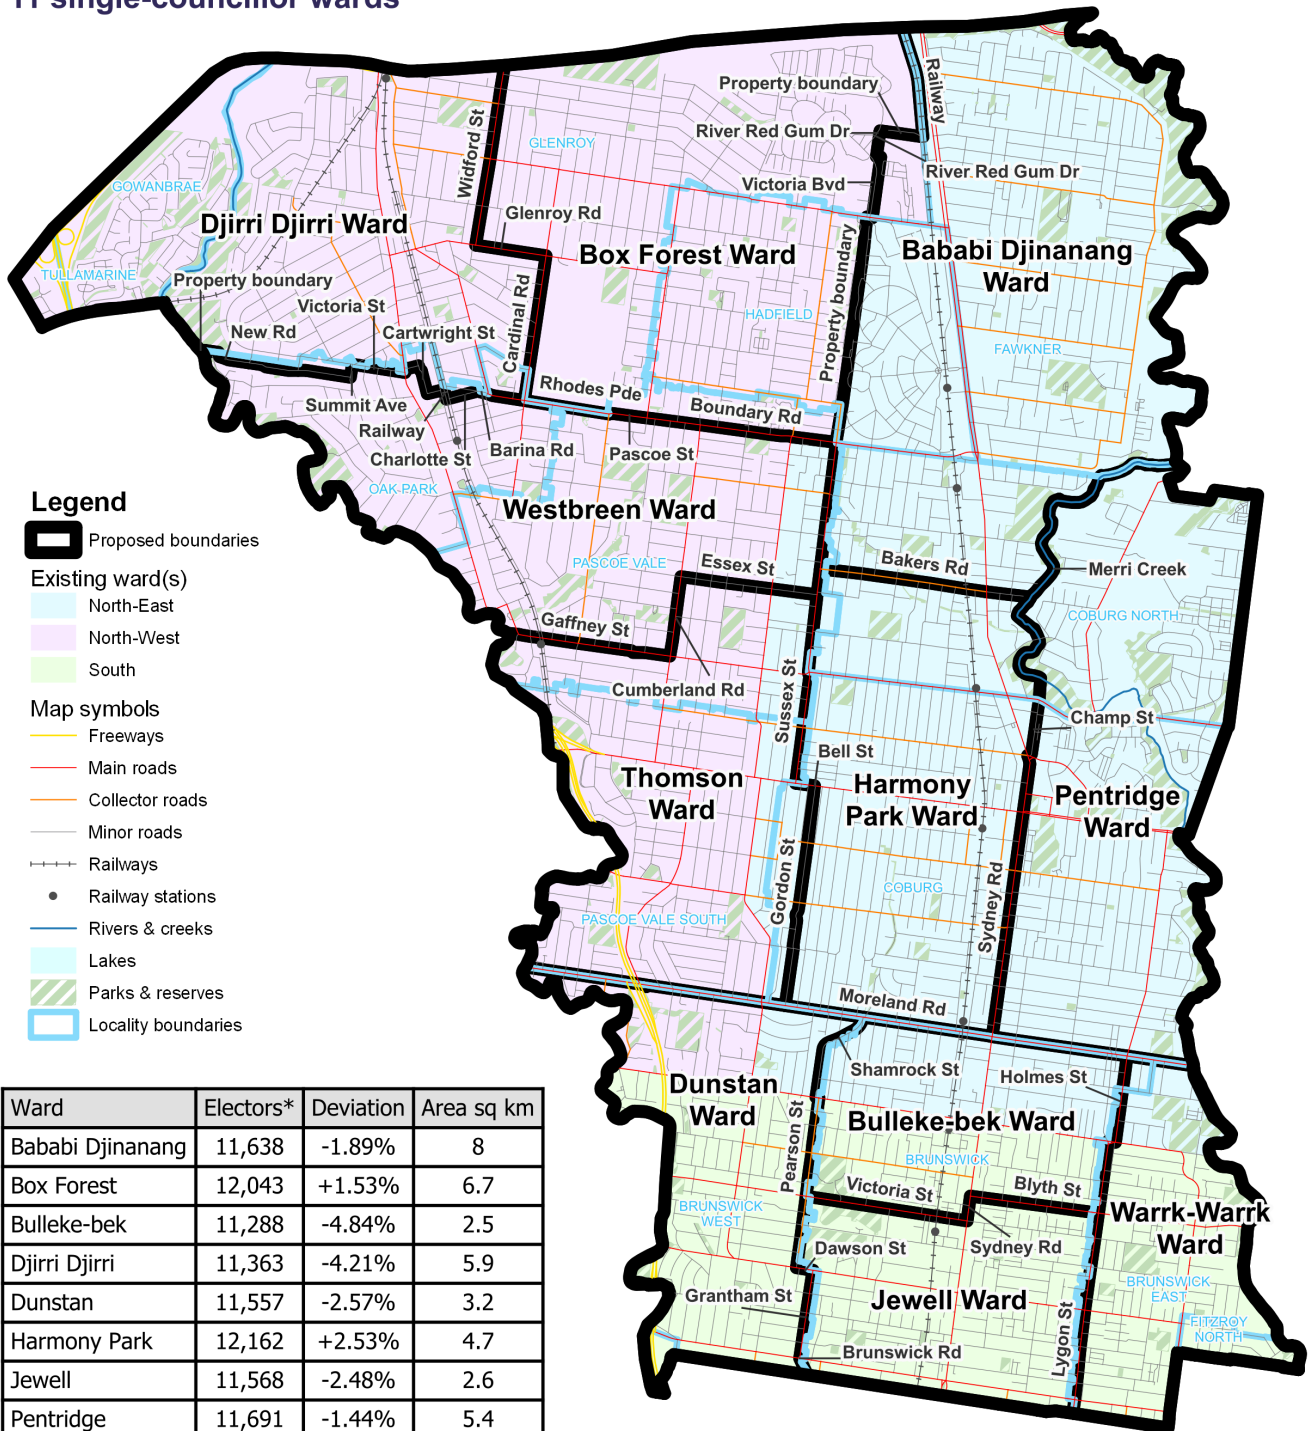 11 single-councillor wards
Property boundary
Railway
River Red Gum Dr
River Red Gum Dr
Widford St
GLENROY
GOWANBRAE
Victoria Bvd
Glenroy Rd
Djirri Djirri Ward
Box Forest Ward
Bababi Djinanang
Ward
TULLAMARINE
Property boundary
Property boundary
Victoria St
New Rd
Cartwright St
Cardinal Rd
HADFIELD
FAWKNER
Rhodes Pde
Boundary Rd
Summit Ave
Railway
Charlotte St
Barina Rd
Pascoe St
OAK PARK
Westbreen Ward
PASCOE VALE
Essex St
Bakers Rd
Merri Creek
COBURG NORTH
Gaffney St
Cumberland Rd
Sussex St
Champ St
Bell St
Thomson
Ward
Harmony
Park Ward
Pentridge
Ward
Gordon St
COBURG
Sydney Rd
PASCOE VALE SOUTH
Moreland Rd
Shamrock St
Holmes St
Dunstan
Ward
Bulleke-bek Ward
Pearson St
BRUNSWICK
Victoria St
Blyth St
BRUNSWICK
WEST
Warrk-Warrk
Ward
Dawson St
Sydney Rd
BRUNSWICK
EAST
Grantham St
Jewell Ward
FITZROY
NORTH
Lygon St
Brunswick Rd
Legend
Proposed boundaries
Existing ward(s)
North-East
North-West
South
Map symbols
Freeways
Main roads
Collector roads
Minor roads
Railways
Railway stations
Rivers & creeks
Lakes
Parks & reserves
Locality boundaries
Ward Electors* Deviation Area sq km
Bababi Djinanang 11,638 -1.89% 8
Box Forest 12,043 +1.53% 6.7
Bulleke-bek 11,288 -4.84% 2.5
Djirri Djirri 11,363 -4.21% 5.9
Dunstan 11,557 -2.57% 3.2
Harmony Park 12,162 +2.53% 4.7
Jewell 11,568 -2.48% 2.6
Pentridge 11,691 -1.44% 5.4